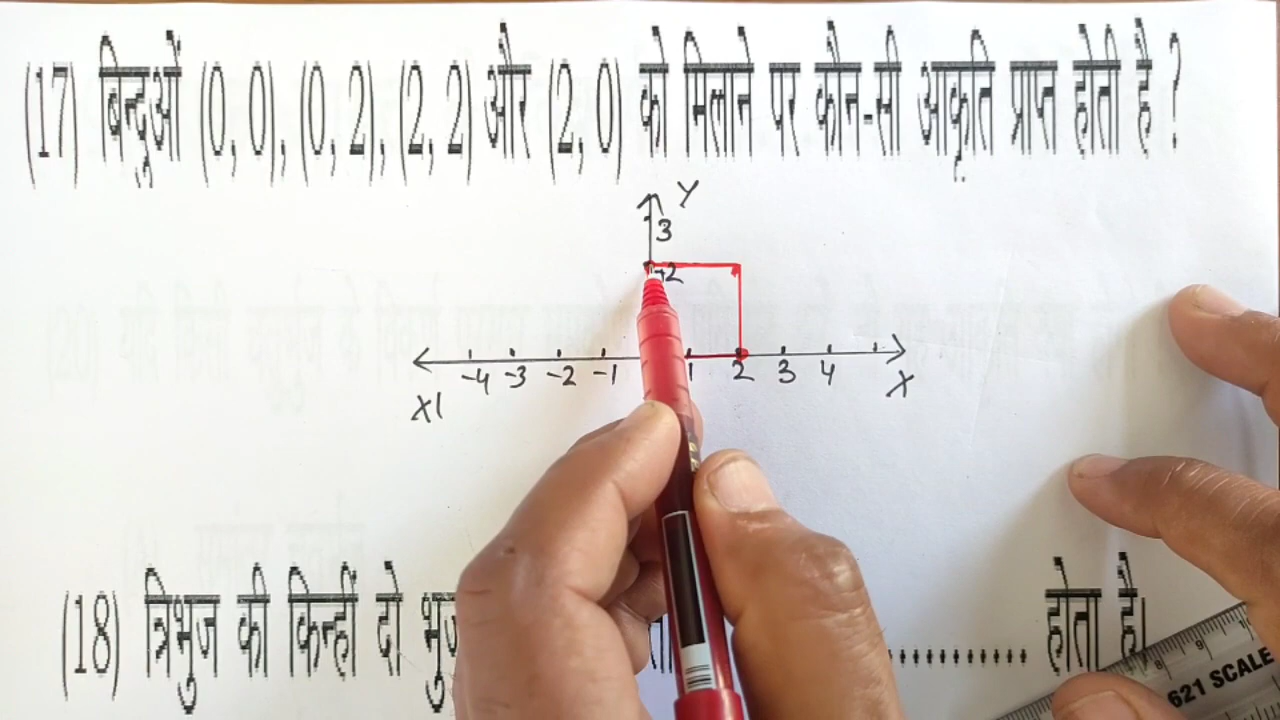 (17) बिन्दुओं (0, 0), (0, 2), (2, 2) और (2, 0) को मिलाने पर कौन-सी आकृति प्राप्त होती है ?
Y
3
2
-4 -3 -2 -1 1 2 3 4
X1 X
(18) त्रिभुज की किन्हीं दो ............ होता है।
621 SCALE